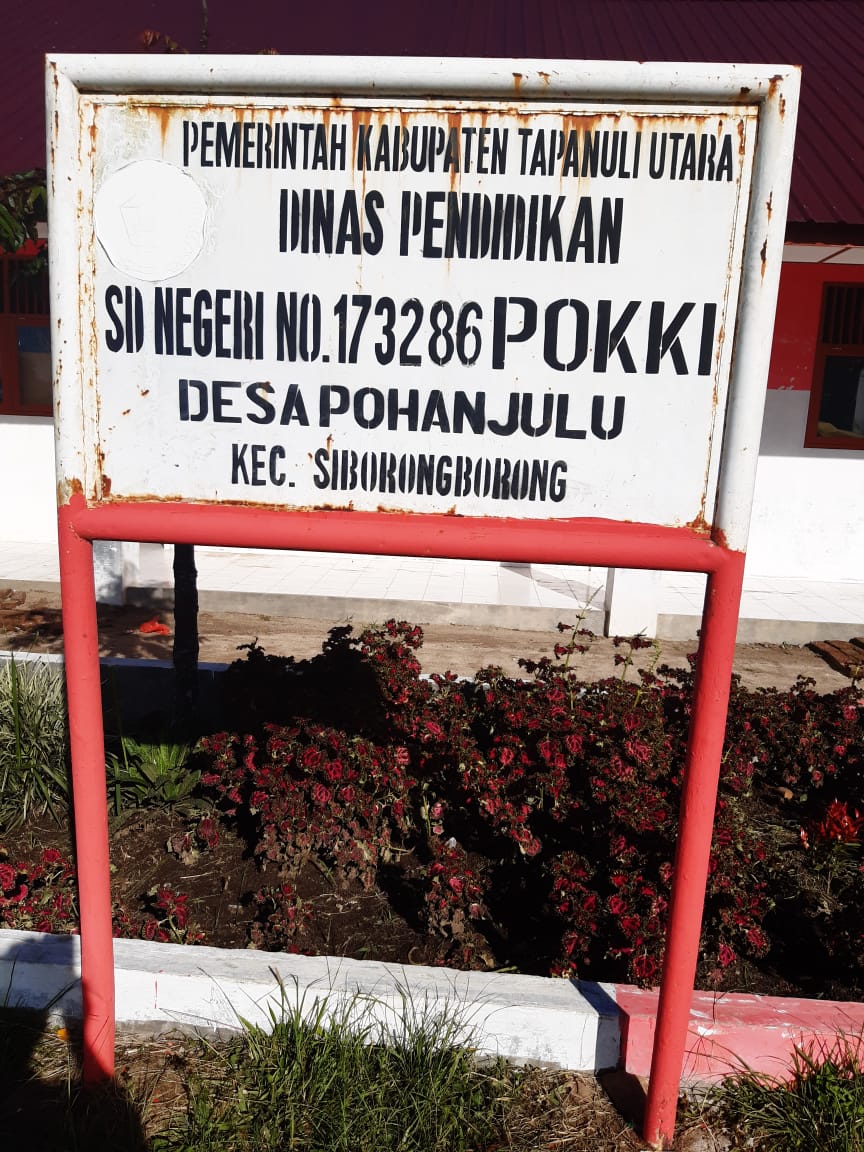 PEMERINTAH KABUPATEN TAPANULI UTARA
DINAS PENDIDIKAN
SD NEGERI NO.173286 POKKI
DESA POHANJULU
KEC. SIBORONGBORONG